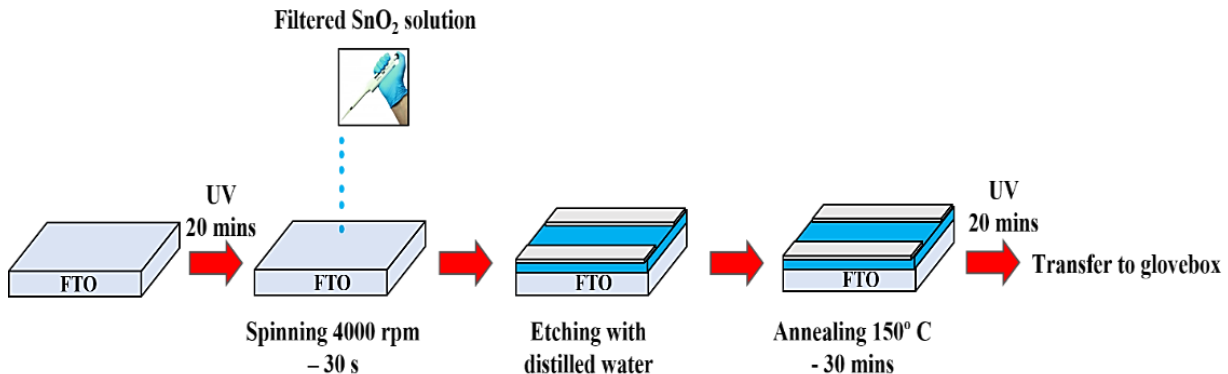 Filtered SnO₂ solution
UV
20 mins
FTO
FTO
Spinning 4000 rpm
– 30 s
FTO
Etching with
distilled water
FTO
Annealing 150º C
- 30 mins
UV
20 mins
Transfer to glovebox